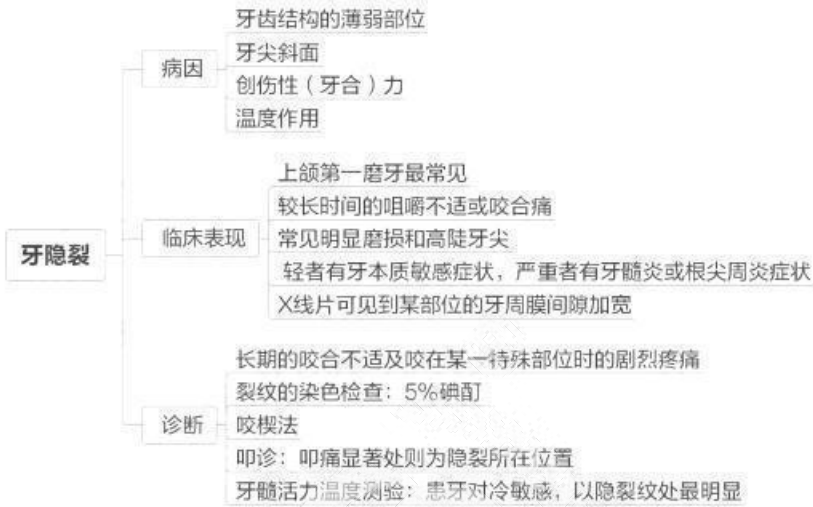 牙隐裂
病因
牙齿结构的薄弱部位
牙尖斜面
创伤性（牙合）力
温度作用
临床表现
上颌第一磨牙最常见
较长时间的咀嚼不适或咬合痛
常见明显磨损和高陡牙尖
轻者有牙本质敏感症状，严重者有牙髓炎或根尖周炎症状
X线片可见到某部位的牙周膜间隙加宽
诊断
长期的咬合不适及咬在某一特殊部位时的剧烈疼痛
裂纹的染色检查：5%碘酊
咬楔法
叩诊：叩痛显著处则为隐裂所在位置
牙髓活力温度测验：患牙对冷敏感，以隐裂纹处最明显